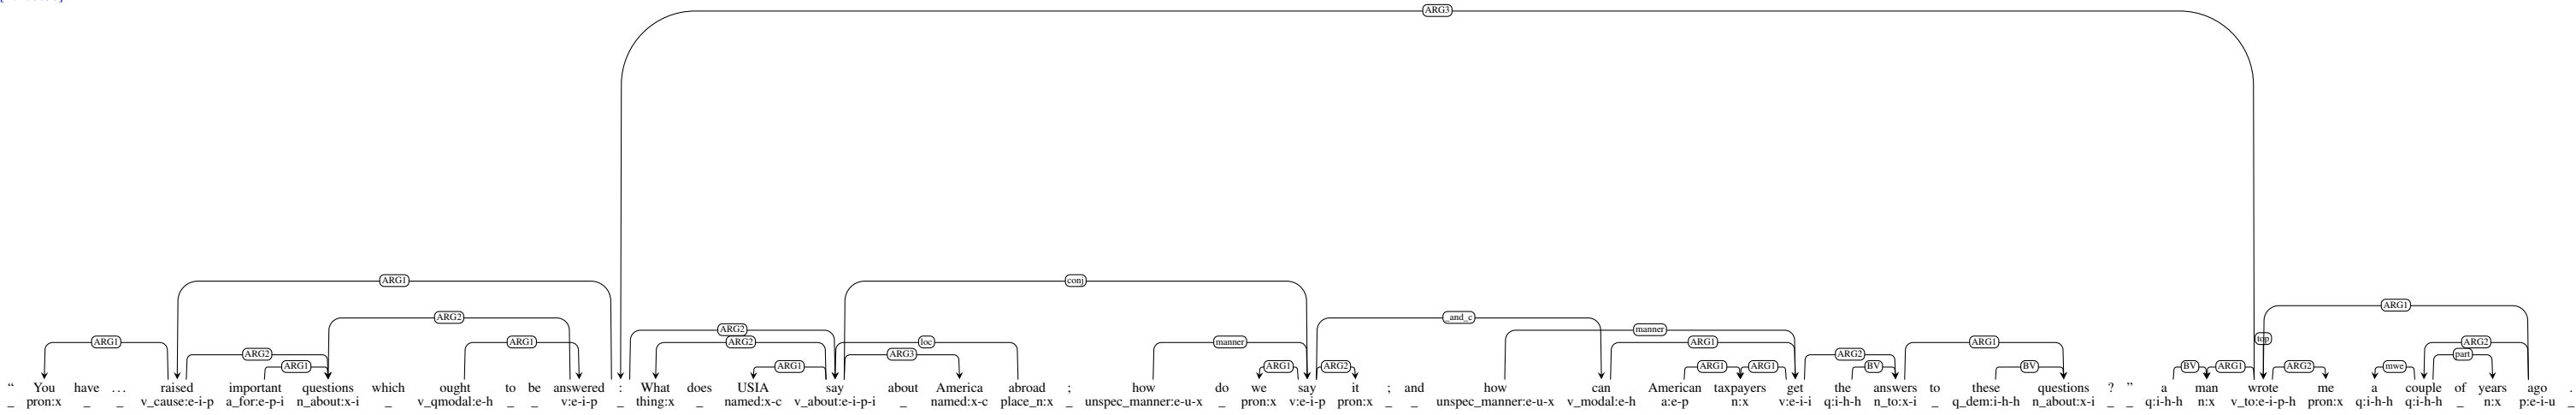 ARG3
ARG1 conj
ARG1
ARG2 _and_c
ARG2 manner
ARG1 ARG1 ARG2 loc manner ARG1 ARG1 top ARG2
ARG2 ARG3 ARG2 part
ARG1 ARG1 ARG1 ARG2 ARG1 ARG1 BV BV BV ARG1 ARG2 mwe
“ You have … raised important questions which ought to be answered : What does USIA say about America abroad ; how do we say it ; and how can American taxpayers get the answers to these questions ? ” a man wrote me a couple of years ago .
_ pron:x _ _ v_cause:e-i-p a_for:e-p-i n_about:x-i _ v_qmodal:e-h _ _ v:e-i-p _ thing:x _ named:x-c v_about:e-i-p-i _ named:x-c place_n:x _ unspec_manner:e-u-x _ pron:x v:e-i-p pron:x _ _ unspec_manner:e-u-x v_modal:e-h a:e-p n:x v:e-i-i q:i-h-h n_to:x-i _ q_dem:i-h-h n_about:x-i _ _ q:i-h-h n:x v_to:e-i-p-h pron:x q:i-h-h q:i-h-h _ n:x p:e-i-u _